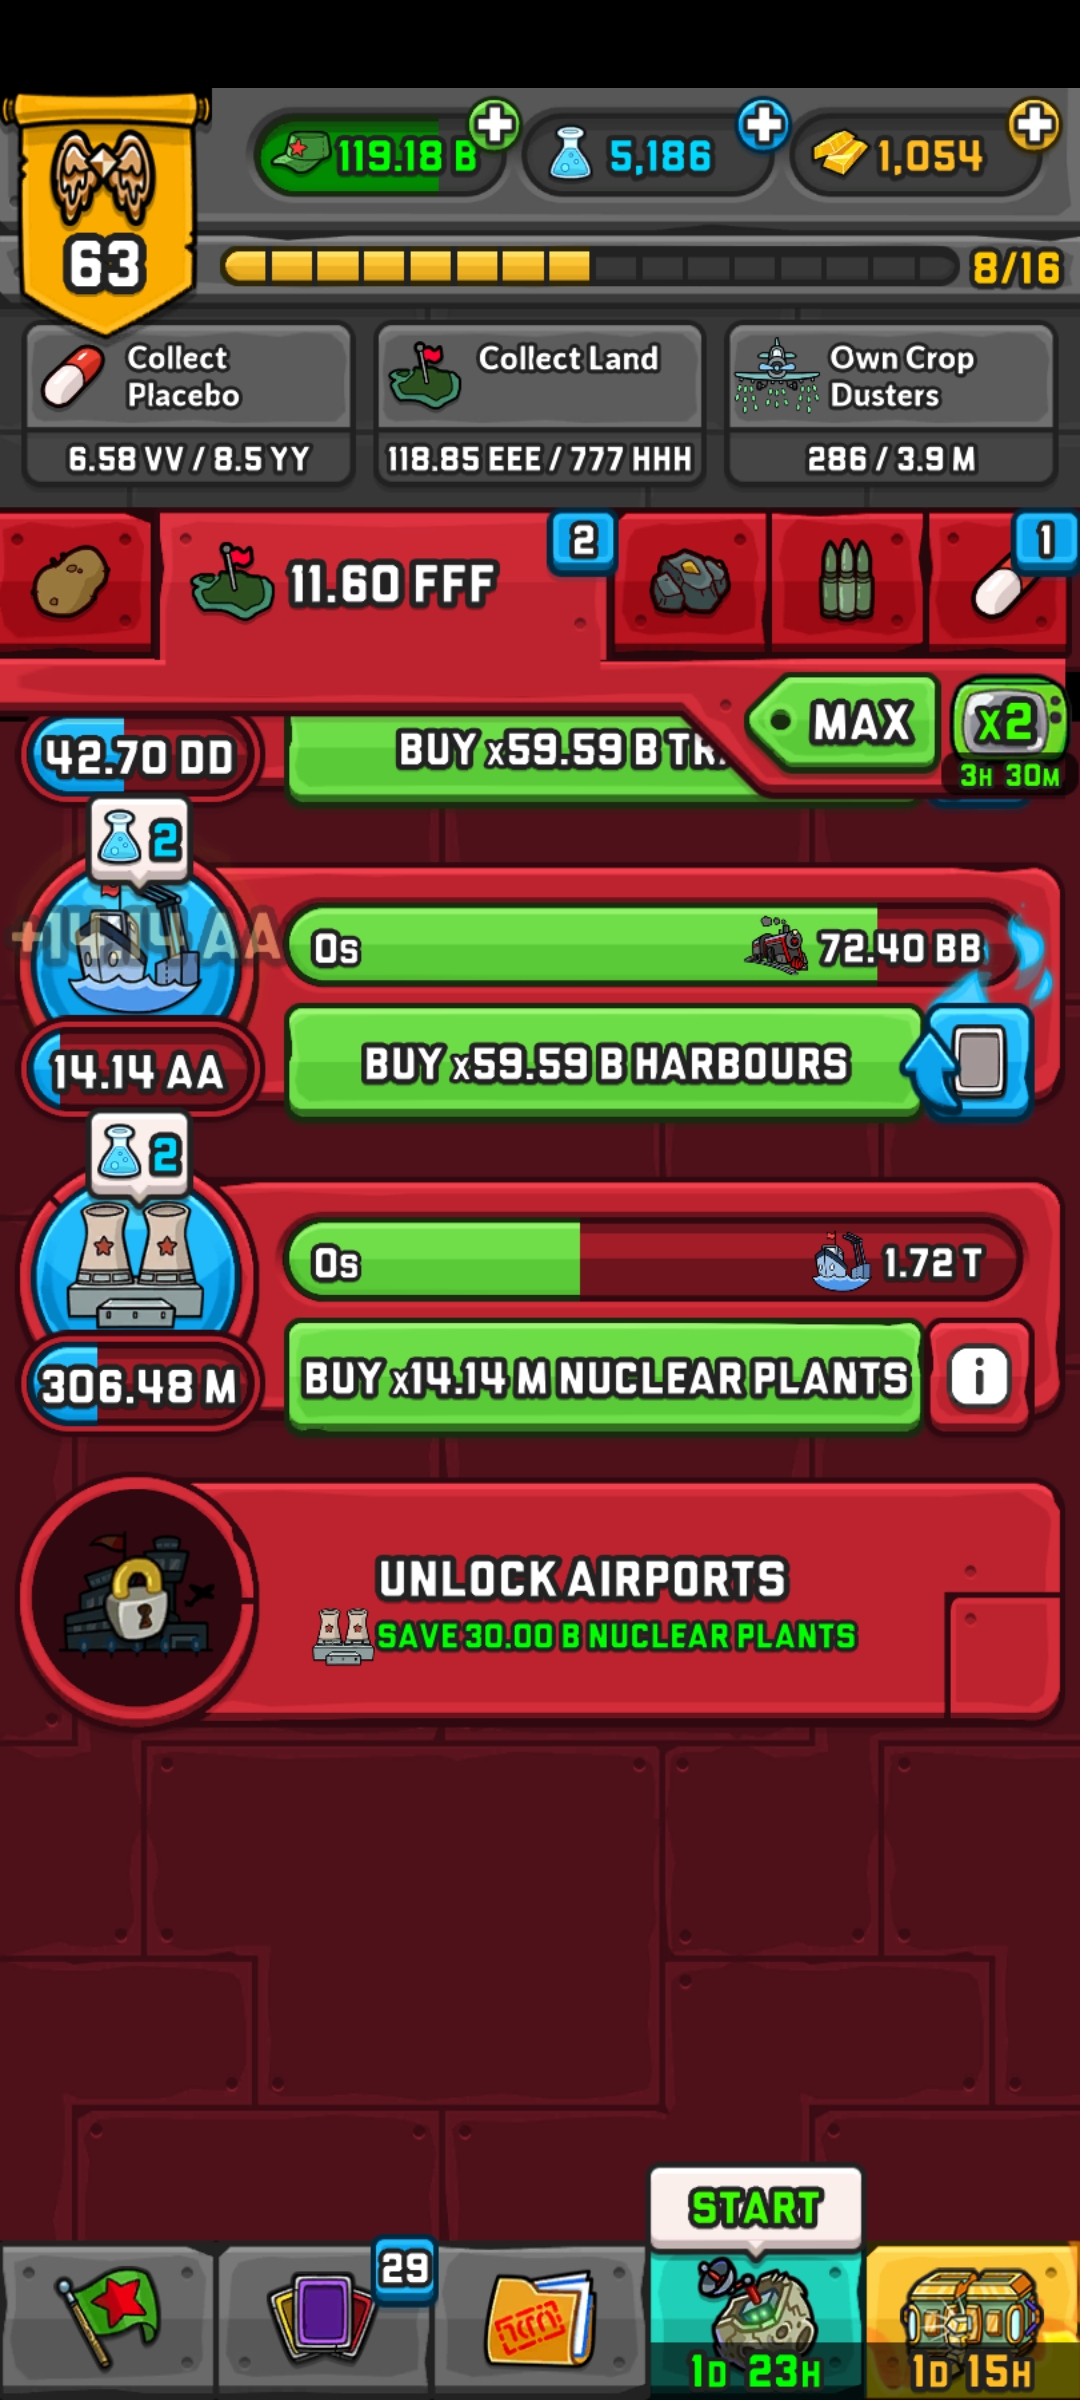 119.18 B
5,186
1,054
63
8/16
Collect
Placebo
6.58 VV / 8.5 YY
Collect Land
118.85 EEE / 777 HHH
Own Crop
Dusters
286 / 3.9 M
11.60 FFF
2
1
MAX
x2
3H 30M
42.70 DD
BUY x59.59 B
2
+14.14 AA
0s
72.40 BB
14.14 AA
BUY x59.59 B HARBOURS
2
0s
1.72 T
306.48 M
BUY x14.14 M NUCLEAR PLANTS
i
UNLOCK AIRPORTS
SAVE 30.00 B NUCLEAR PLANTS
START
29
1D 23H
1D 15H